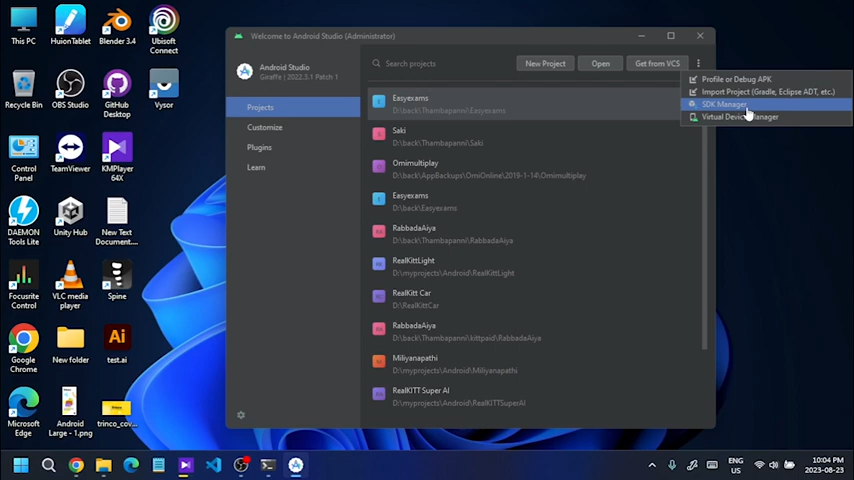 This PC
HuionTablet
Blender 3.4
Ubisoft
Connect
Recycle Bin
OBS Studio
GitHub
Desktop
Vysor
Control
Panel
TeamViewer
KMPlayer
64X
DAEMON
Tools Lite
Unity Hub
New Text
Document....
Focusrite
Control
VLC media
player
Spine
Google
Chrome
New folder
Ai
test.ai
Microsoft
Edge
Android
Large - 1.png
trinco_cov...
Welcome to Android Studio (Administrator)
Android Studio
Giraffe | 2022.3.1 Patch 1
Projects
Customize
Plugins
Learn
Search projects
New Project
Open
Get from VCS
Profile or Debug APK
Import Project (Gradle, Eclipse ADT, etc.)
SDK Manager
Virtual Device Manager
Easyexams
D:\back\Thambapanni\Easyexams
Saki
D:\back\Thambapanni\Saki
Omimultiplay
D:\back\AppBackups\OmiOnline\2019-1-14\Omimultiplay
Easyexams
D:\back\Easyexams
RabbadaAiya
D:\back\Thambapanni\RabbadaAiya
RealKittLight
D:\myprojects\Android\RealKittLight
RealKitt Car
D:\RealKittCar
RabbadaAiya
D:\myprojects\kittpaid\RabbadaAiya
Miliyanapathi
D:\myprojects\Android\Miliyanapathi
RealKITT Super AI
D:\myprojects\Android\RealKITTSuperAI
ENG
US
10:04 PM
2023-08-23